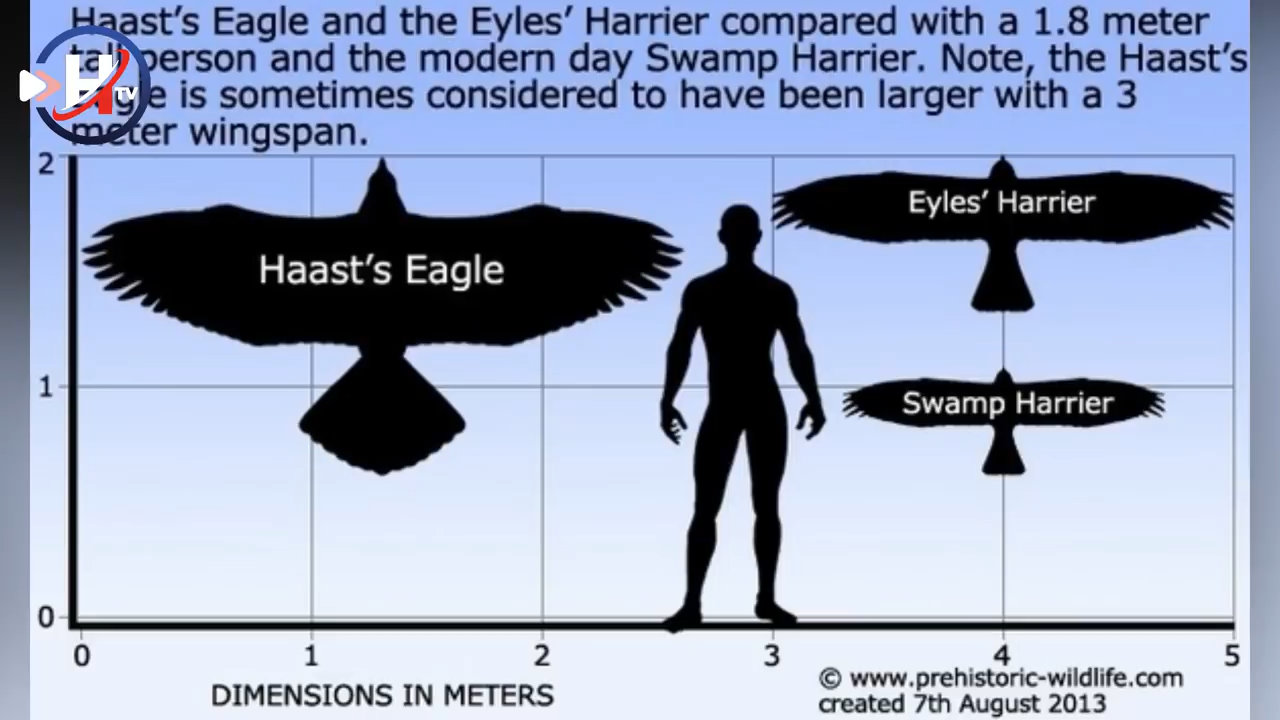 Haast's Eagle and the Eyles' Harrier compared with a 1.8 meter
tall person and the modern day Swamp Harrier. Note, the Haast's
is sometimes considered to have been larger with a 3
meter wingspan.
H TV
2
Eyles' Harrier
Haast's Eagle
1
Swamp Harrier
0
0 1 2 3 4 5
DIMENSIONS IN METERS
© www.prehistoric-wildlife.com
created 7th August 2013